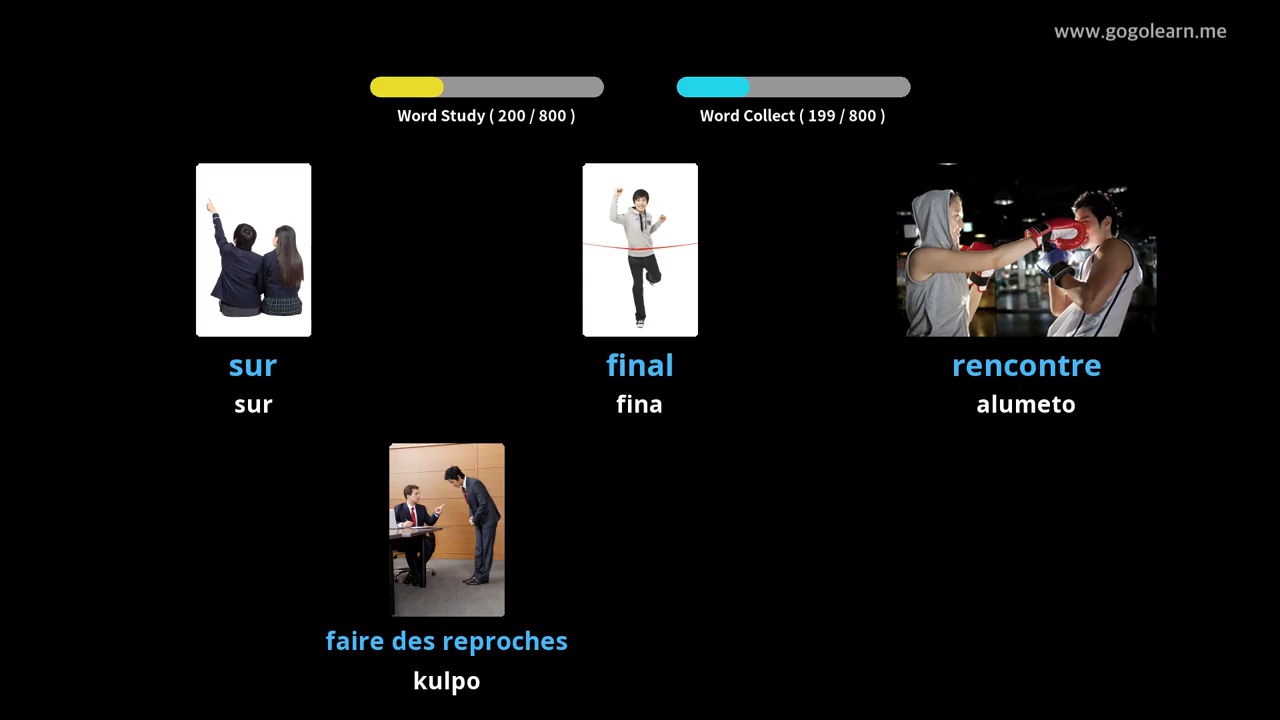 www.gogolearn.me
Word Study ( 200 / 800 )
Word Collect ( 199 / 800 )
sur
sur
final
fina
rencontre
alumeto
faire des reproches
kulpo